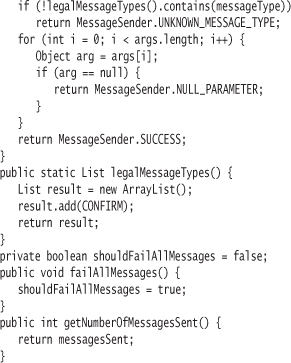 if (!legalMessageTypes().contains(messageType))
return MessageSender.UNKNOWN_MESSAGE_TYPE;
for (int i = 0; i < args.length; i++) {
Object arg = args[i];
if (arg == null) {
return MessageSender.NULL_PARAMETER;
}
}
return MessageSender.SUCCESS;
}
public static List legalMessageTypes() {
List result = new ArrayList();
result.add(CONFIRM);
return result;
}
private boolean shouldFailAllMessages = false;
public void failAllMessages() {
shouldFailAllMessages = true;
}
public int getNumberOfMessagesSent() {
return messagesSent;
}